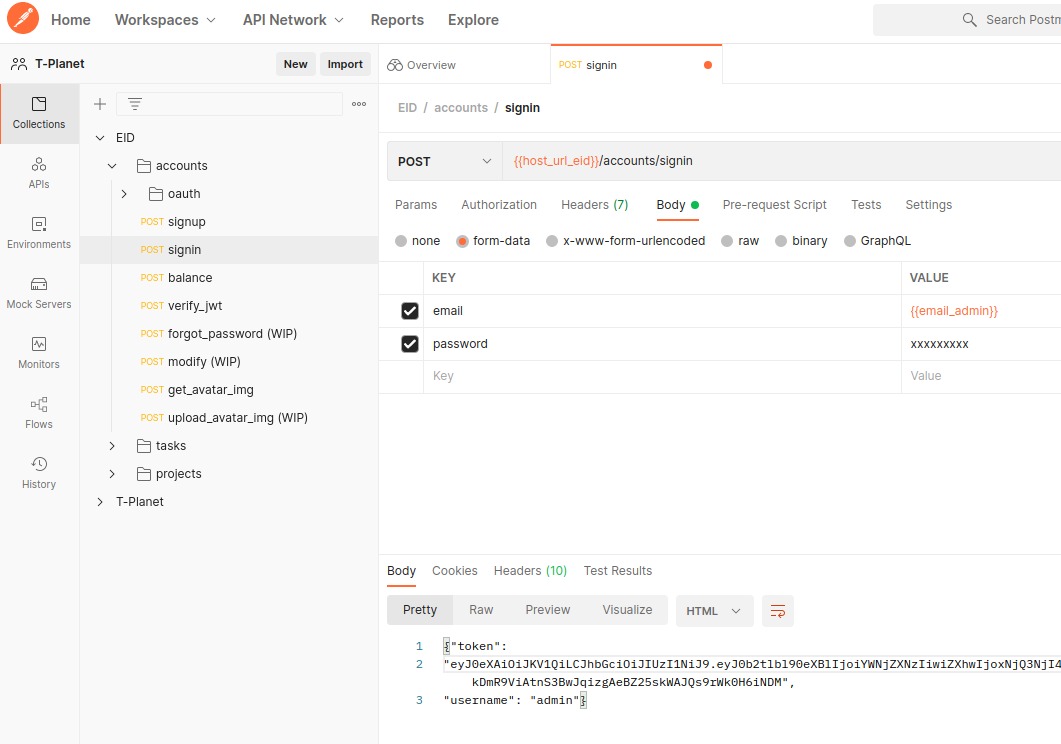 Home Workspaces API Network Reports Explore Search Postm
T-Planet New Import Overview POST signin
Collections
APIs
Environments
Mock Servers
Monitors
Flows
History
EID
accounts
oauth
POST signup
POST signin
POST balance
POST verify_jwt
POST forgot_password (WIP)
POST modify (WIP)
POST get_avatar_img
POST upload_avatar_img (WIP)
tasks
projects
T-Planet
EID / accounts / signin
POST {{host_url_eid}}/accounts/signin
Params Authorization Headers (7) Body Pre-request Script Tests Settings
none form-data x-www-form-urlencoded raw binary GraphQL
KEY VALUE
email {{email_admin}}
password xxxxxxxxx
Key Value
Body Cookies Headers (10) Test Results
Pretty Raw Preview Visualize HTML
1 {"token":
2 "eyJ0eXAiOiJKV1QiLCJhbGciOiJIUzI1NiJ9.eyJ0b2tlbl90eXBlIjoiYWNjZXNzIiwiZXhwIjoxNjQ3NjI4
kDmR9ViAtnS3BwJqizgAeBZ25skWAJQs9rWk0H6iNDM",
3 "username": "admin"}